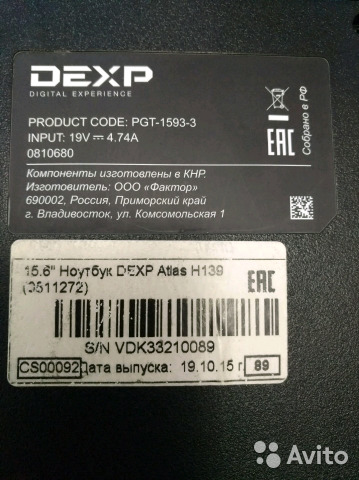 DEXP
DIGITAL EXPERIENCE
PRODUCT CODE: PGT-1593-3
INPUT: 19V ⎓ 4.74A
0810680
EAC
Собрано в РФ
Компоненты изготовлены в КНР.
Изготовитель: ООО «Фактор»
690002, Россия, Приморский край
г. Владивосток, ул. Комсомольская 1
15.6" Ноутбук DEXP Atlas H139
(3511272)
EAC
S/N VDK33210089
CS00092 Дата выпуска: 19.10.15 г 89
Avito